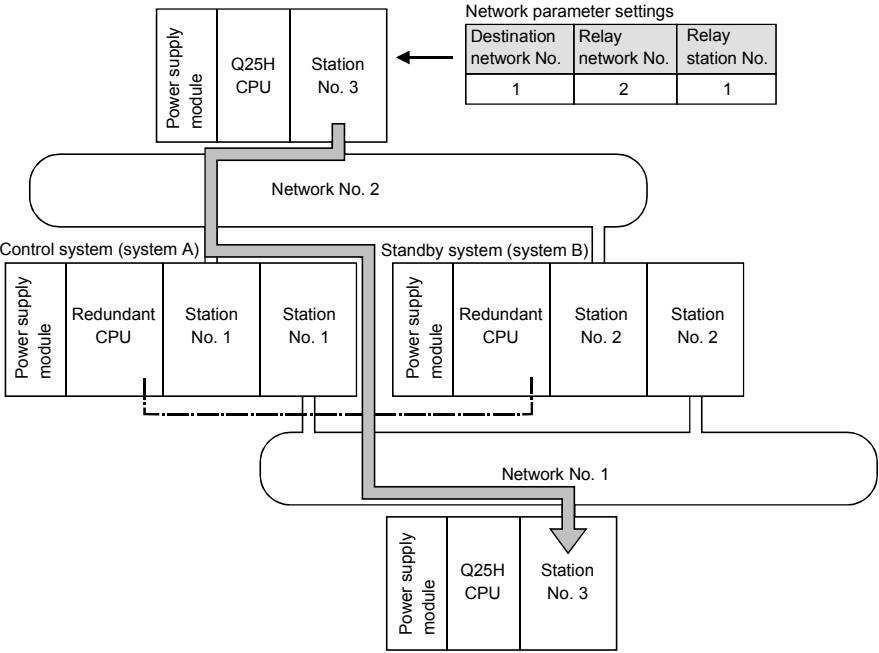 Network parameter settings
Destination network No.
Relay network No.
Relay station No.
1
2
1
Power supply module
Q25H CPU
Station No. 3
Network No. 2
Control system (system A)
Standby system (system B)
Power supply module
Redundant CPU
Station No. 1
Station No. 1
Power supply module
Redundant CPU
Station No. 2
Station No. 2
Network No. 1
Power supply module
Q25H CPU
Station No. 3